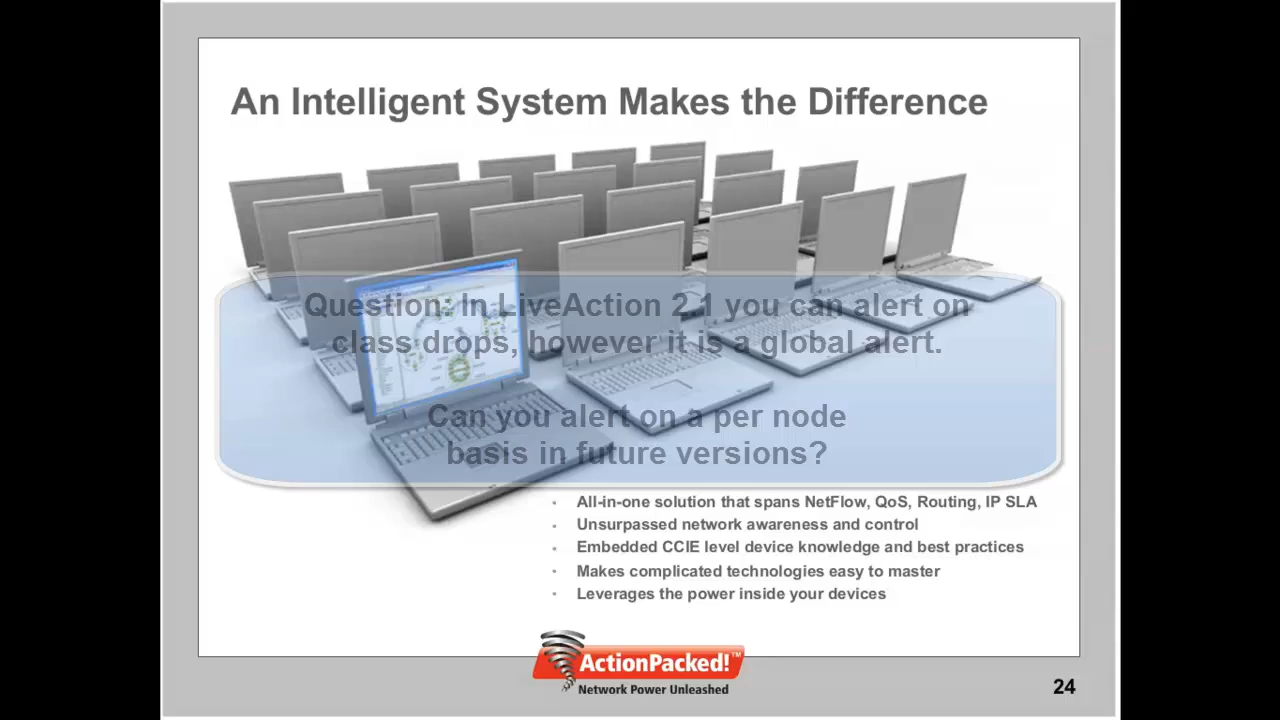 An Intelligent System Makes the Difference
Question: In LiveAction 2.1 you can alert on
class drops, however it is a global alert.
Can you alert on a per node
basis in future versions?
• All-in-one solution that spans NetFlow, QoS, Routing, IP SLA
• Unsurpassed network awareness and control
• Embedded CCIE level device knowledge and best practices
• Makes complicated technologies easy to master
• Leverages the power inside your devices
ActionPacked!™
Network Power Unleashed
24